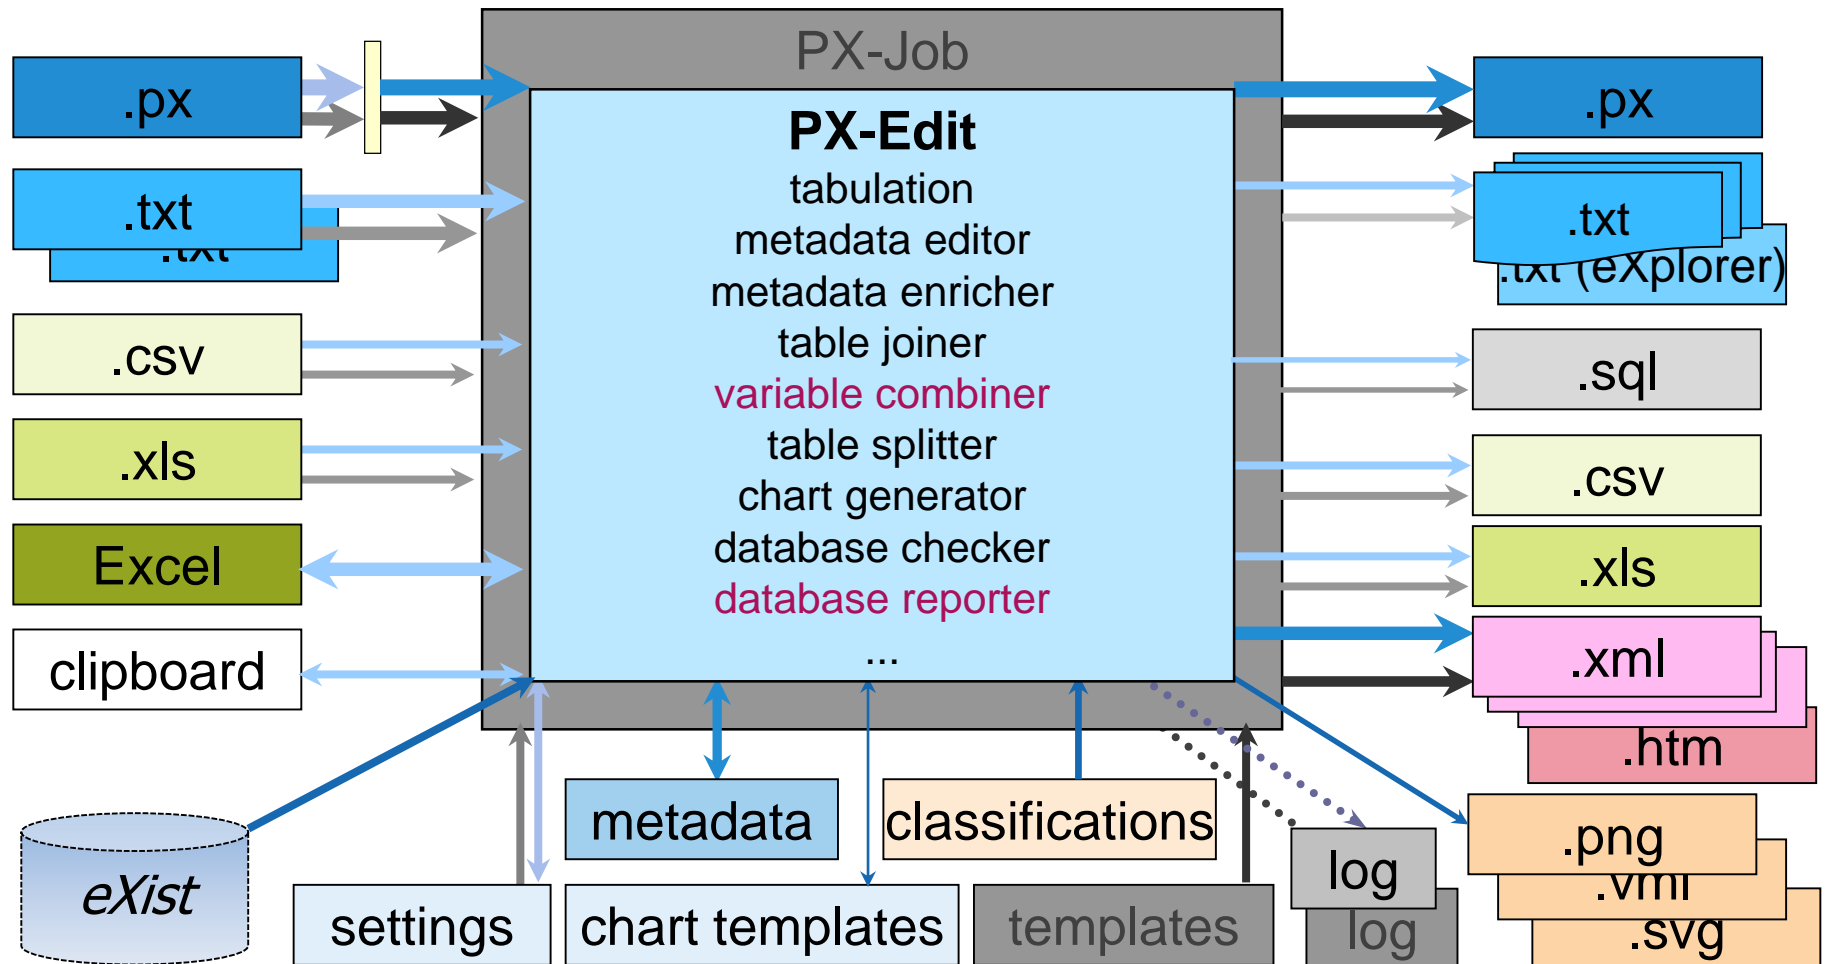 PX-Job
.px
.txt
.txt
.csv
.xls
Excel
clipboard
eXist
PX-Edit
tabulation
metadata editor
metadata enricher
table joiner
variable combiner
table splitter
chart generator
database checker
database reporter
...
.px
.txt
.txt (eXplorer)
.sql
.csv
.xls
.xml
.htm
.png
.vml
.svg
metadata
classifications
settings
chart templates
templates
log
log